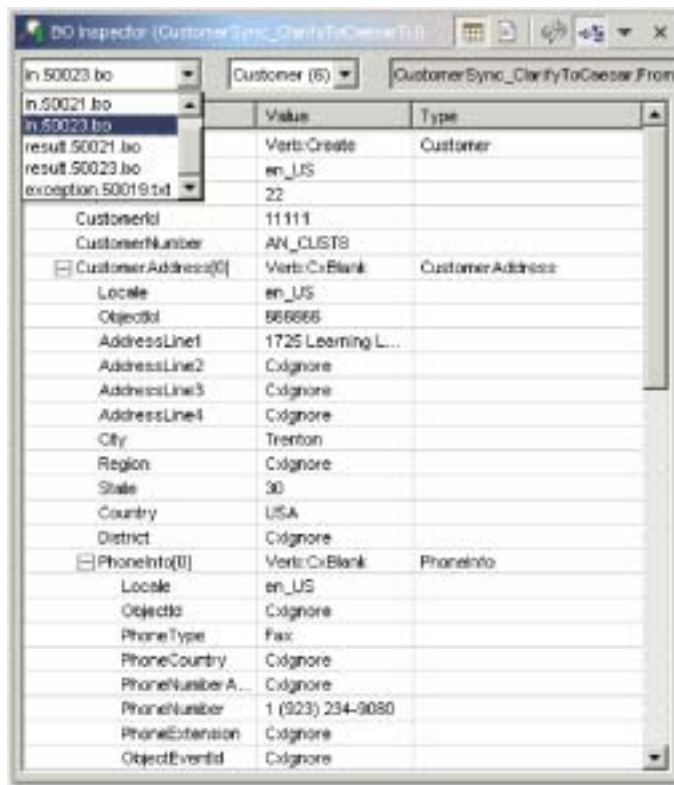 BO Inspector (CustomerSync_ClarifyToCaesar
in.50023.bo Customer (6) CustomerSync_ClarifyToCaesar.From
in.50021.bo
in.50023.bo
result.50021.bo
result.50023.bo
exception.50019.txt
Value Type
Verb:Create Customer
en_US
22
CustomerId 11111
CustomerNumber AN_CUST8
CustomerAddress[0] Verb:CxBlank CustomerAddress
Locale en_US
ObjectId 666666
AddressLine1 1725 Learning L...
AddressLine2 CxIgnore
AddressLine3 CxIgnore
AddressLine4 CxIgnore
City Trenton
Region CxIgnore
State 30
Country USA
District CxIgnore
PhoneInfo[0] Verb:CxBlank PhoneInfo
Locale en_US
ObjectId CxIgnore
PhoneType Fax
PhoneCountry CxIgnore
PhoneNumberA... CxIgnore
PhoneNumber 1 (923) 234-9080
PhoneExtension CxIgnore
ObjectEventId CxIgnore